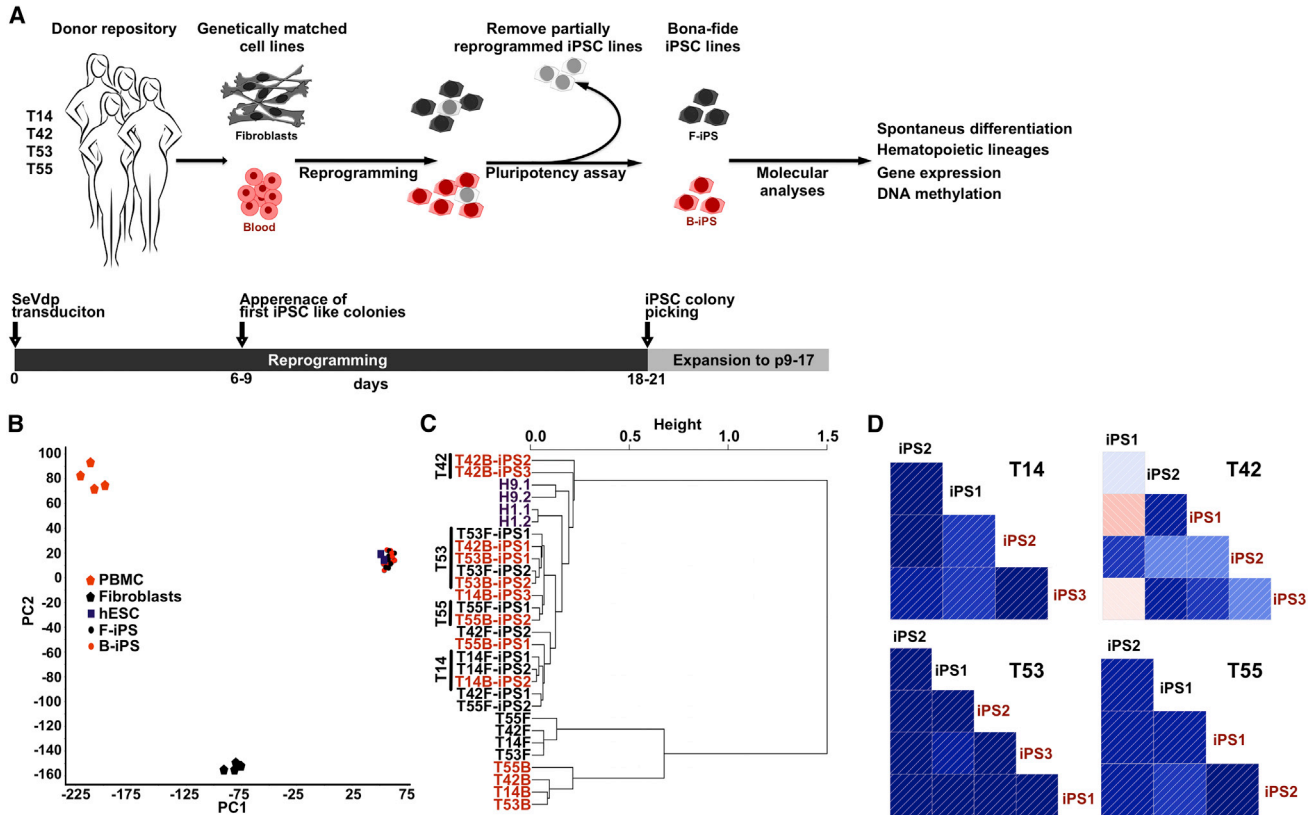 A
Donor repository
Genetically matched
cell lines
Remove partially
reprogrammed iPSC lines
Bona-fide
iPSC lines
T14
T42
T53
T55
Fibroblasts
Blood
Reprogramming
Pluripotency assay
F-iPS
B-iPS
Molecular
analyses
Spontaneus differentiation
Hematopoietic lineages
Gene expression
DNA methylation
SeVdp
transduciton
Apperenace of
first iPSC like colonies
iPSC colony
picking
Reprogramming
Expansion to p9-17
0
6-9
days
18-21
B
100
80
60
40
20
0
-20
-40
-60
-80
-100
-120
-140
-160
PC2
PBMC
Fibroblasts
hESC
F-iPS
B-iPS
-225
-175
-125
-75
-25
25
75
PC1
C
Height
0.0
0.5
1.0
1.5
T42
T53
T55
T14
T42B-iPS2
T42B-iPS3
H9.1
H9.2
H1.1
H1.2
T53F-iPS1
T42B-iPS1
T53B-iPS1
T53F-iPS2
T53B-iPS2
T14B-iPS3
T55F-iPS1
T55B-iPS2
T42F-iPS2
T55B-iPS1
T14F-iPS1
T14F-iPS2
T14B-iPS2
T42F-iPS1
T55F-iPS2
T55F
T42F
T14F
T53F
T55B
T42B
T14B
T53B
D
T14
iPS2
iPS1
iPS2
iPS3
T42
iPS1
iPS2
iPS1
iPS2
iPS3
T53
iPS2
iPS1
iPS2
iPS3
iPS1
T55
iPS2
iPS1
iPS1
iPS2